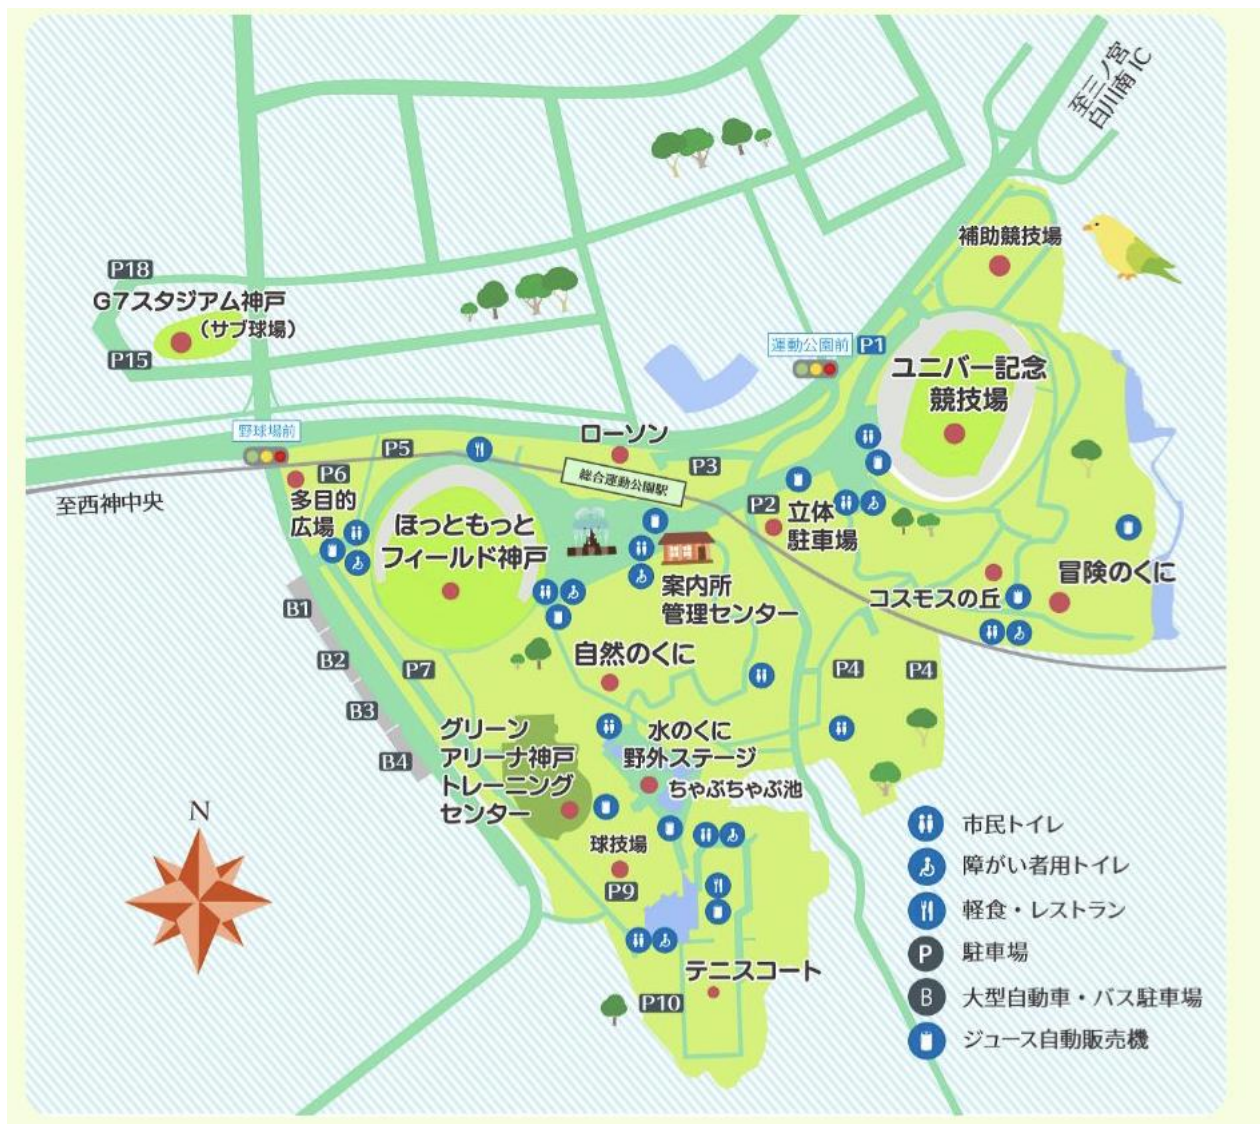 至三ノ宮
白川南IC
補助競技場
P18
G7スタジアム神戸
（サブ球場）
P15
運動公園前
P1
ユニバー記念
競技場
野球場前
P5
ローソン
P3
P6
総合運動公園駅
至西神中央
多目的
広場
P2
立体
駐車場
ほっともっと
フィールド神戸
案内所
管理センター
冒険のくに
コスモスの丘
B1
B2
B3
B4
P7
自然のくに
P4
P4
グリーン
アリーナ神戸
トレーニング
センター
水のくに
野外ステージ
ちゃぷちゃぷ池
球技場
P9
テニスコート
P10
N
市民トイレ
障がい者用トイレ
軽食・レストラン
P 駐車場
B 大型自動車・バス駐車場
ジュース自動販売機